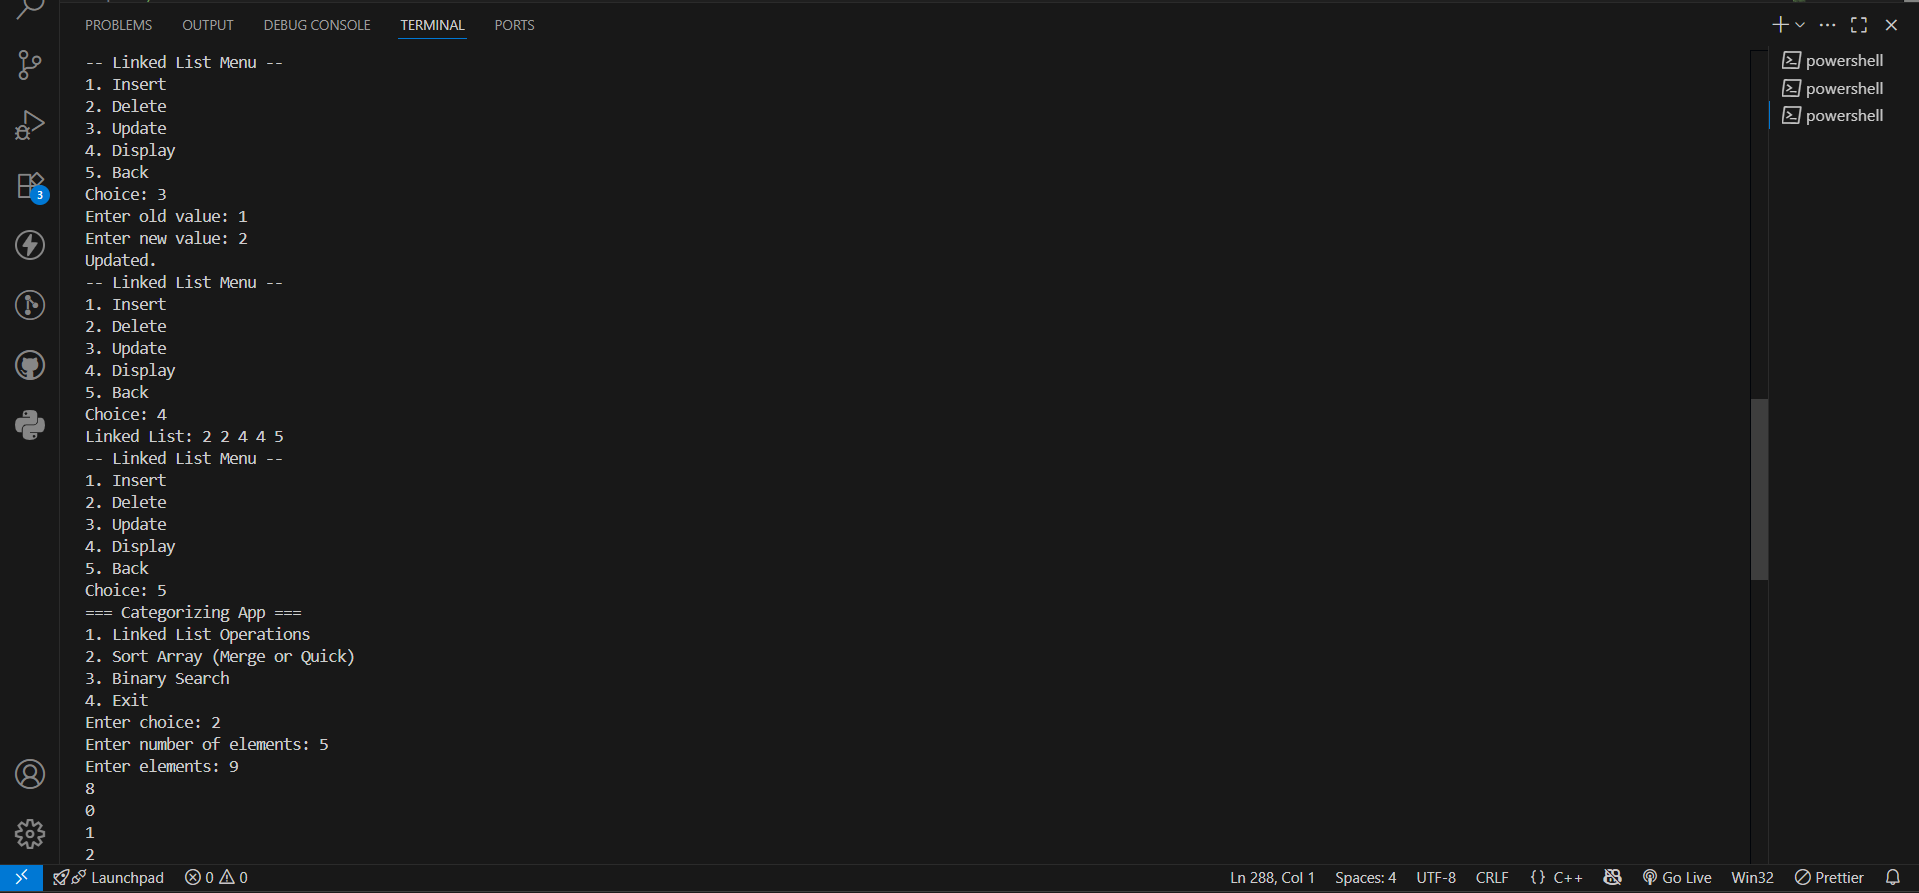 PROBLEMS OUTPUT DEBUG CONSOLE TERMINAL PORTS
-- Linked List Menu --
1. Insert
2. Delete
3. Update
4. Display
5. Back
Choice: 3
Enter old value: 1
Enter new value: 2
Updated.
-- Linked List Menu --
1. Insert
2. Delete
3. Update
4. Display
5. Back
Choice: 4
Linked List: 2 2 4 4 5
-- Linked List Menu --
1. Insert
2. Delete
3. Update
4. Display
5. Back
Choice: 5
=== Categorizing App ===
1. Linked List Operations
2. Sort Array (Merge or Quick)
3. Binary Search
4. Exit
Enter choice: 2
Enter number of elements: 5
Enter elements: 9
8
0
1
2
powershell
powershell
powershell
3
Launchpad 0 0 Ln 288, Col 1 Spaces: 4 UTF-8 CRLF {} C++ Go Live Win32 Prettier